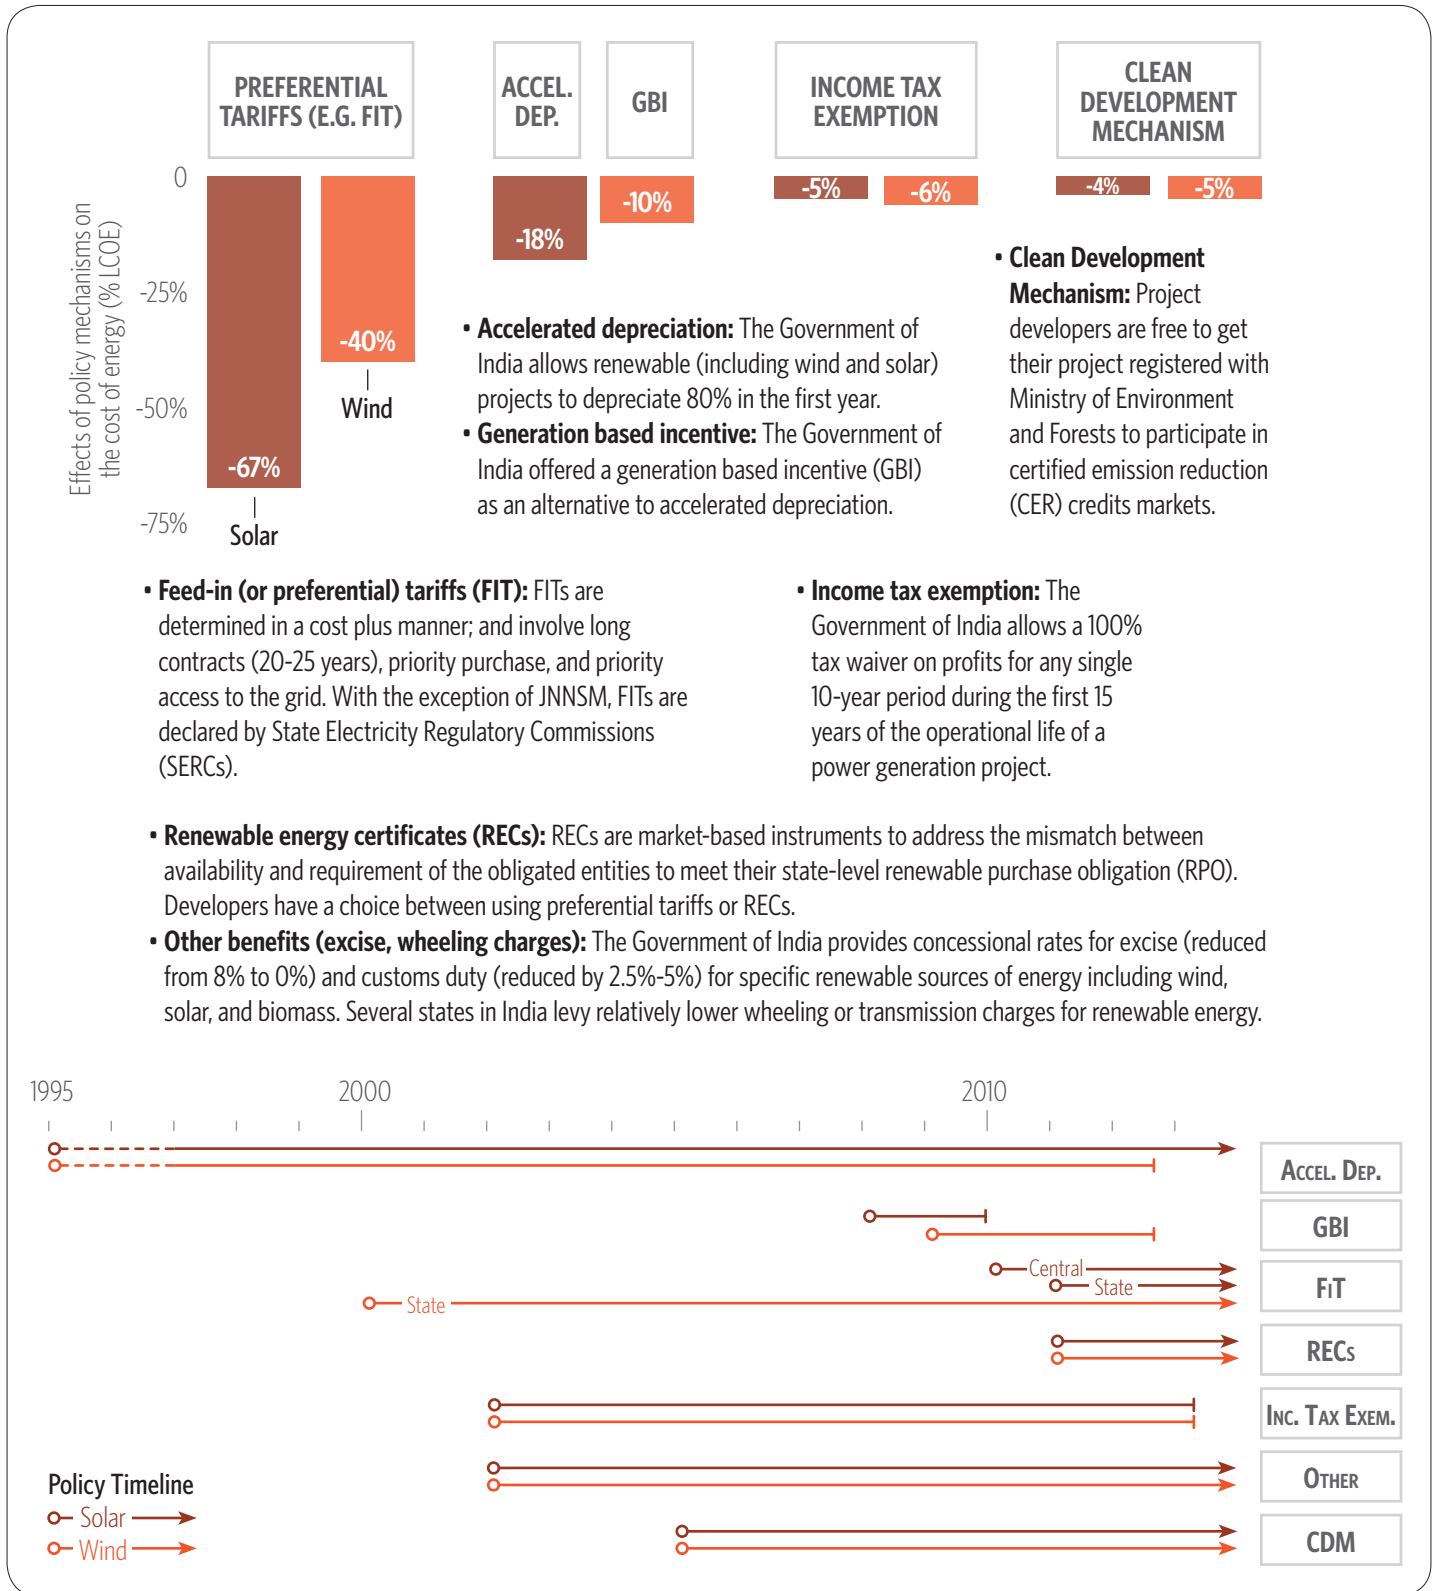 PREFERENTIAL
TARIFFS (E.G. FIT)
ACCEL.
DEP.
GBI
INCOME TAX
EXEMPTION
CLEAN
DEVELOPMENT
MECHANISM
Effects of policy mechanisms on
the cost of energy (% LCOE)
0
-25%
-50%
-75%
-67%
-40%
-18%
-10%
-5%
-6%
-4%
-5%
Solar
Wind
• Accelerated depreciation: The Government of
India allows renewable (including wind and solar)
projects to depreciate 80% in the first year.
• Generation based incentive: The Government of
India offered a generation based incentive (GBI)
as an alternative to accelerated depreciation.
• Clean Development
Mechanism: Project
developers are free to get
their project registered with
Ministry of Environment
and Forests to participate in
certified emission reduction
(CER) credits markets.
• Feed-in (or preferential) tariffs (FIT): FITs are
determined in a cost plus manner; and involve long
contracts (20-25 years), priority purchase, and priority
access to the grid. With the exception of JNNSM, FITs are
declared by State Electricity Regulatory Commissions
(SERCs).
• Income tax exemption: The
Government of India allows a 100%
tax waiver on profits for any single
10-year period during the first 15
years of the operational life of a
power generation project.
• Renewable energy certificates (RECs): RECs are market-based instruments to address the mismatch between
availability and requirement of the obligated entities to meet their state-level renewable purchase obligation (RPO).
Developers have a choice between using preferential tariffs or RECs.
• Other benefits (excise, wheeling charges): The Government of India provides concessional rates for excise (reduced
from 8% to 0%) and customs duty (reduced by 2.5%-5%) for specific renewable sources of energy including wind,
solar, and biomass. Several states in India levy relatively lower wheeling or transmission charges for renewable energy.
1995
2000
2010
ACCEL. DEP.
GBI
Central
State
State
FIT
RECs
INC. TAX EXEM.
OTHER
CDM
Policy Timeline
Solar
Wind